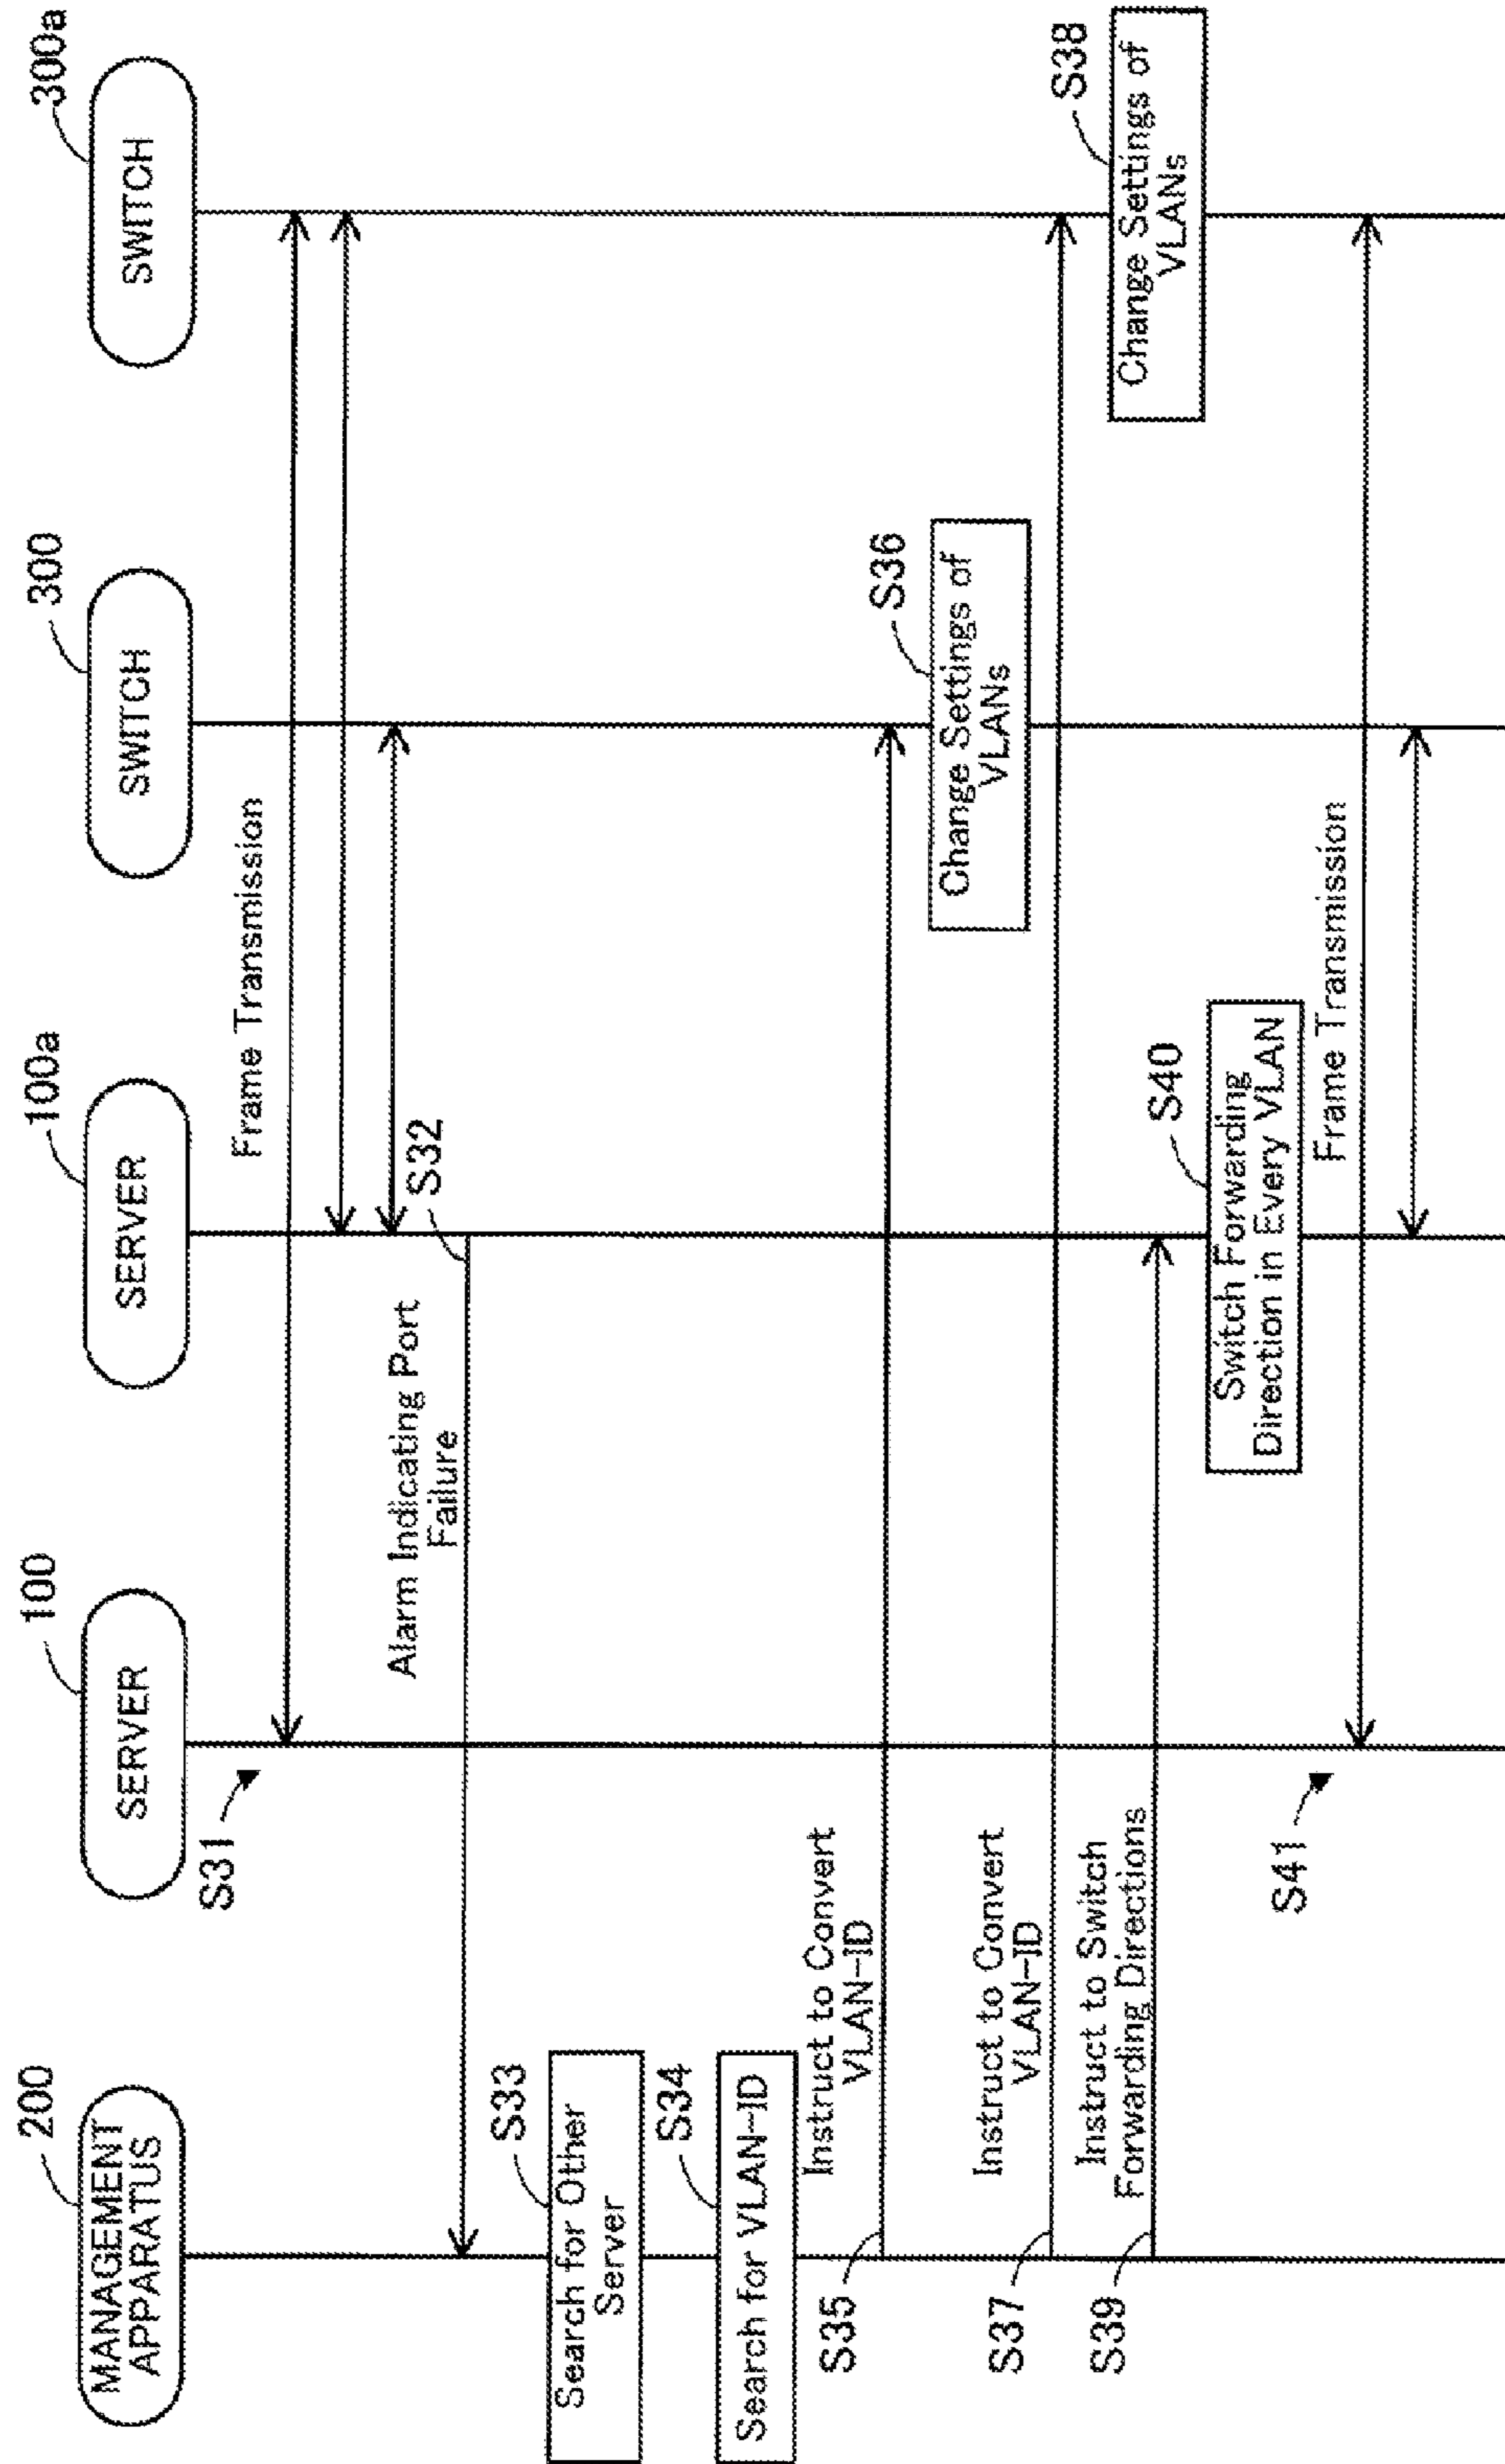 200
MANAGEMENT
APPARATUS
100
SERVER
100a
SERVER
300
SWITCH
300a
SWITCH
S31
Frame Transmission
S32
Alarm Indicating Port
Failure
S33
Search for Other
Server
S34
Search for VLAN-ID
Instruct to Convert
VLAN-ID
S35
S36
Change Settings of
VLANs
Instruct to Convert
VLAN-ID
S37
S38
Change Settings of
VLANs
Instruct to Switch
Forwarding Directions
S39
S40
Switch Forwarding
Direction in Every VLAN
S41
Frame Transmission